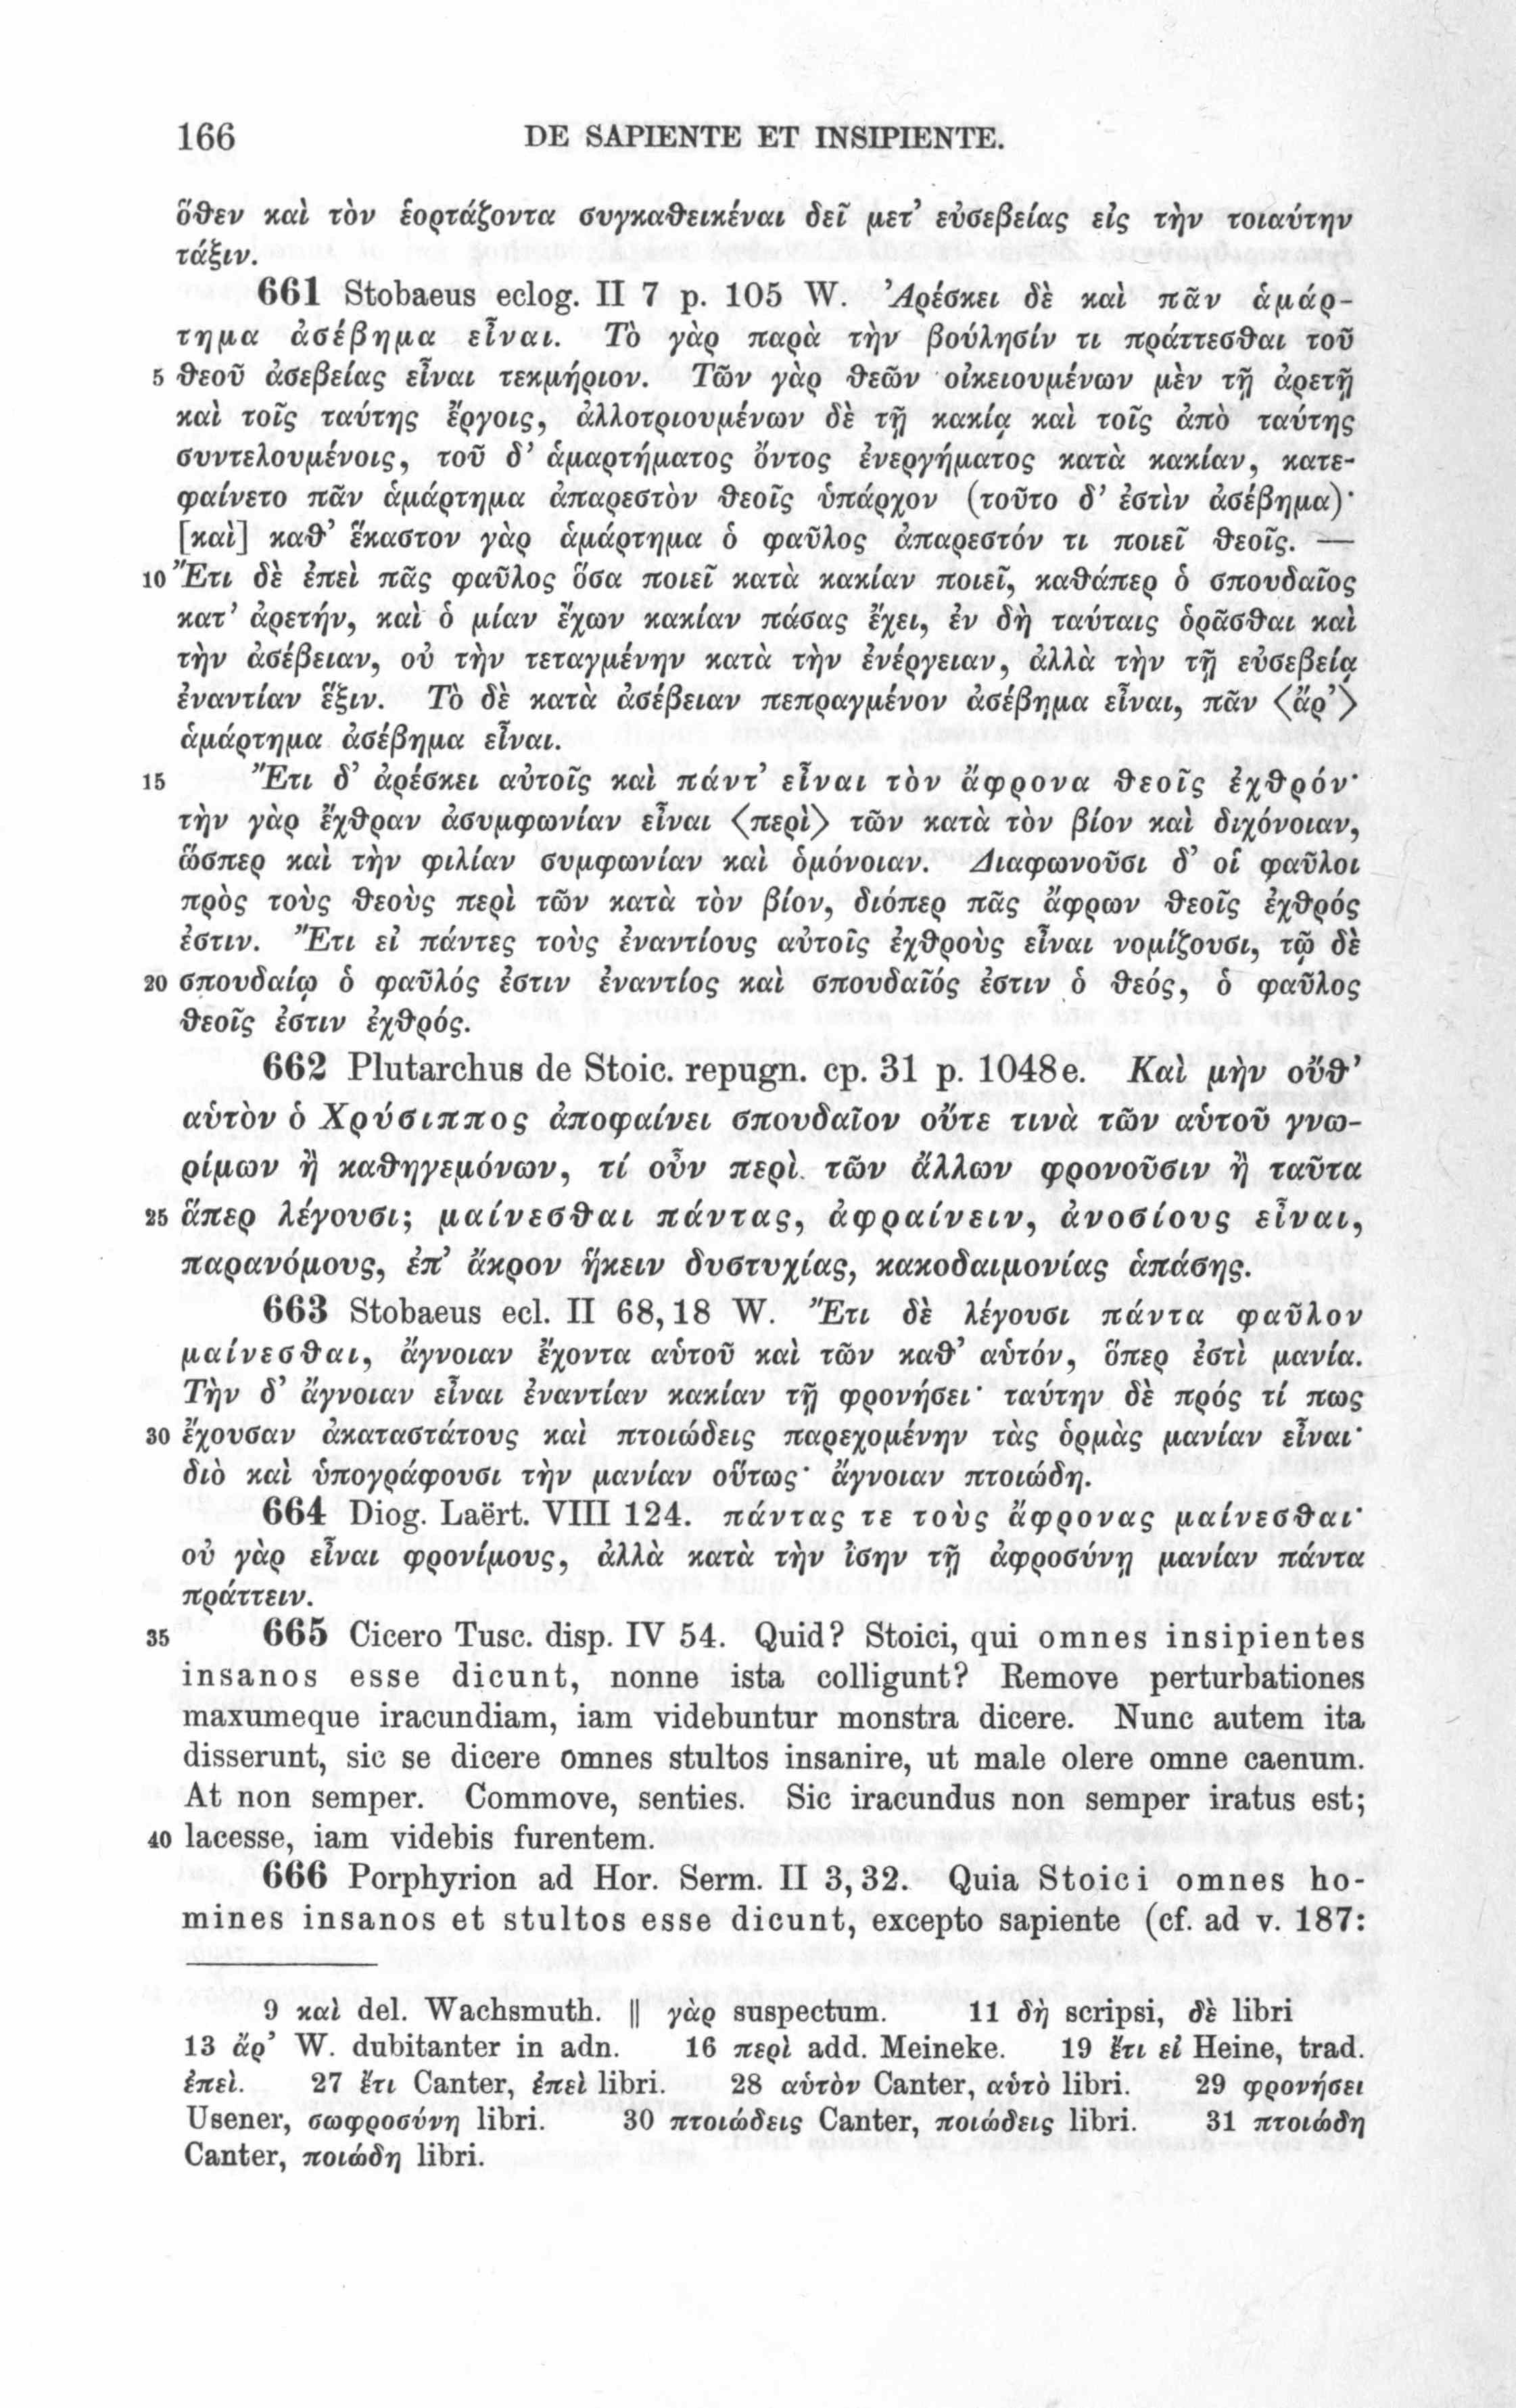 166 DE SAPIENTE ET INSIPIENTE.
ὅθεν καὶ τὸν ἑορτάζοντα συγκαθεικέναι δεῖ μετ’ εὐσεβείας εἰς τὴν τοιαύτην
τάξιν.
661 Stobaeus eclog. II 7 p. 105 W. Ἀρέσκει δὲ καὶ πᾶν ἁμάρ-
τημα ἀσέβημα εἶναι. Τὸ γὰρ παρὰ τὴν βούλησίν τι πράττεσθαι τοῦ
5 θεοῦ ἀσεβείας εἶναι τεκμήριον. Τῶν γὰρ θεῶν οἰκειουμένων μὲν τῇ ἀρετῇ
καὶ τοῖς ταύτης ἔργοις, ἀλλοτριουμένων δὲ τῇ κακίᾳ καὶ τοῖς ἀπὸ ταύτης
συντελουμένοις, τοῦ δ’ ἁμαρτήματος ὄντος ἐνεργήματος κατὰ κακίαν, κατε-
φαίνετο πᾶν ἁμάρτημα ἀπαρεστὸν θεοῖς ὑπάρχον (τοῦτο δ’ ἐστὶν ἀσέβημα)·
[καὶ] καθ’ ἕκαστον γὰρ ἁμάρτημα ὁ φαῦλος ἀπαρεστόν τι ποιεῖ θεοῖς. —
10 Ἔτι δὲ ἐπεὶ πᾶς φαῦλος ὅσα ποιεῖ κατὰ κακίαν ποιεῖ, καθάπερ ὁ σπουδαῖος
κατ’ ἀρετήν, καὶ ὁ μίαν ἔχων κακίαν πάσας ἔχει, ἐν δὴ ταύταις ὁρᾶσθαι καὶ
τὴν ἀσέβειαν, οὐ τὴν τεταγμένην κατὰ τὴν ἐνέργειαν, ἀλλὰ τὴν τῇ εὐσεβείᾳ
ἐναντίαν ἕξιν. Τὸ δὲ κατὰ ἀσέβειαν πεπραγμένον ἀσέβημα εἶναι, πᾶν 〈ἄρ’〉
ἁμάρτημα ἀσέβημα εἶναι.
15 Ἔτι δ’ ἀρέσκει αὐτοῖς καὶ πάντ’ εἶναι τὸν ἄφρονα θεοῖς ἐχθρόν·
τὴν γὰρ ἔχθραν ἀσυμφωνίαν εἶναι 〈περὶ〉 τῶν κατὰ τὸν βίον καὶ διχόνοιαν,
ὥσπερ καὶ τὴν φιλίαν συμφωνίαν καὶ ὁμόνοιαν. Διαφωνοῦσι δ’ οἱ φαῦλοι
πρὸς τοὺς θεοὺς περὶ τῶν κατὰ τὸν βίον, διόπερ πᾶς ἄφρων θεοῖς ἐχθρός
ἐστιν. Ἔτι εἰ πάντες τοὺς ἐναντίους αὐτοῖς ἐχθροὺς εἶναι νομίζουσι, τῷ δὲ
20 σπουδαίῳ ὁ φαῦλός ἐστιν ἐναντίος καὶ σπουδαῖός ἐστιν ὁ θεός, ὁ φαῦλος
θεοῖς ἐστιν ἐχθρός.
662 Plutarchus de Stoic. repugn. cp. 31 p. 1048e. Καὶ μὴν οὔθ’
αὑτὸν ὁ Χρύσιππος ἀποφαίνει σπουδαῖον οὔτε τινὰ τῶν αὑτοῦ γνω-
ρίμων ἢ καθηγεμόνων, τί οὖν περὶ τῶν ἄλλων φρονοῦσιν ἢ ταῦτα
25 ἅπερ λέγουσι; μαίνεσθαι πάντας, ἀφραίνειν, ἀνοσίους εἶναι,
παρανόμους, ἐπ’ ἄκρον ἥκειν δυστυχίας, κακοδαιμονίας ἁπάσης.
663 Stobaeus ecl. II 68,18 W. Ἔτι δὲ λέγουσι πάντα φαῦλον
μαίνεσθαι, ἄγνοιαν ἔχοντα αὑτοῦ καὶ τῶν καθ’ αὑτόν, ὅπερ ἐστὶ μανία.
Τὴν δ’ ἄγνοιαν εἶναι ἐναντίαν κακίαν τῇ φρονήσει· ταύτην δὲ πρός τί πως
30 ἔχουσαν ἀκαταστάτους καὶ πτοιώδεις παρεχομένην τὰς ὁρμὰς μανίαν εἶναι·
διὸ καὶ ὑπογράφουσι τὴν μανίαν οὕτως· ἄγνοιαν πτοιώδη.
664 Diog. Laërt. VIII 124. πάντας τε τοὺς ἄφρονας μαίνεσθαι·
οὐ γὰρ εἶναι φρονίμους, ἀλλὰ κατὰ τὴν ἴσην τῇ ἀφροσύνῃ μανίαν πάντα
πράττειν.
35 665 Cicero Tusc. disp. IV 54. Quid? Stoici, qui omnes insipientes
insanos esse dicunt, nonne ista colligunt? Remove perturbationes
maxumeque iracundiam, iam videbuntur monstra dicere. Nunc autem ita
disserunt, sic se dicere omnes stultos insanire, ut male olere omne caenum.
At non semper. Commove, senties. Sic iracundus non semper iratus est;
40 lacesse, iam videbis furentem.
666 Porphyrion ad Hor. Serm. II 3,32. Quia Stoici omnes ho-
mines insanos et stultos esse dicunt, excepto sapiente (cf. ad v. 187:
9 καὶ del. Wachsmuth. || γὰρ suspectum. 11 δὴ scripsi, δὲ libri
13 ἄρ’ W. dubitanter in adn. 16 περὶ add. Meineke. 19 ἔτι εἰ Heine, trad.
ἐπεὶ. 27 ἔτι Canter, ἐπεὶ libri. 28 αὑτὸν Canter, αὑτὸ libri. 29 φρονήσει
Usener, σωφροσύνῃ libri. 30 πτοιώδεις Canter, ποιώδεις libri. 31 πτοιώδη
Canter, ποιώδη libri.